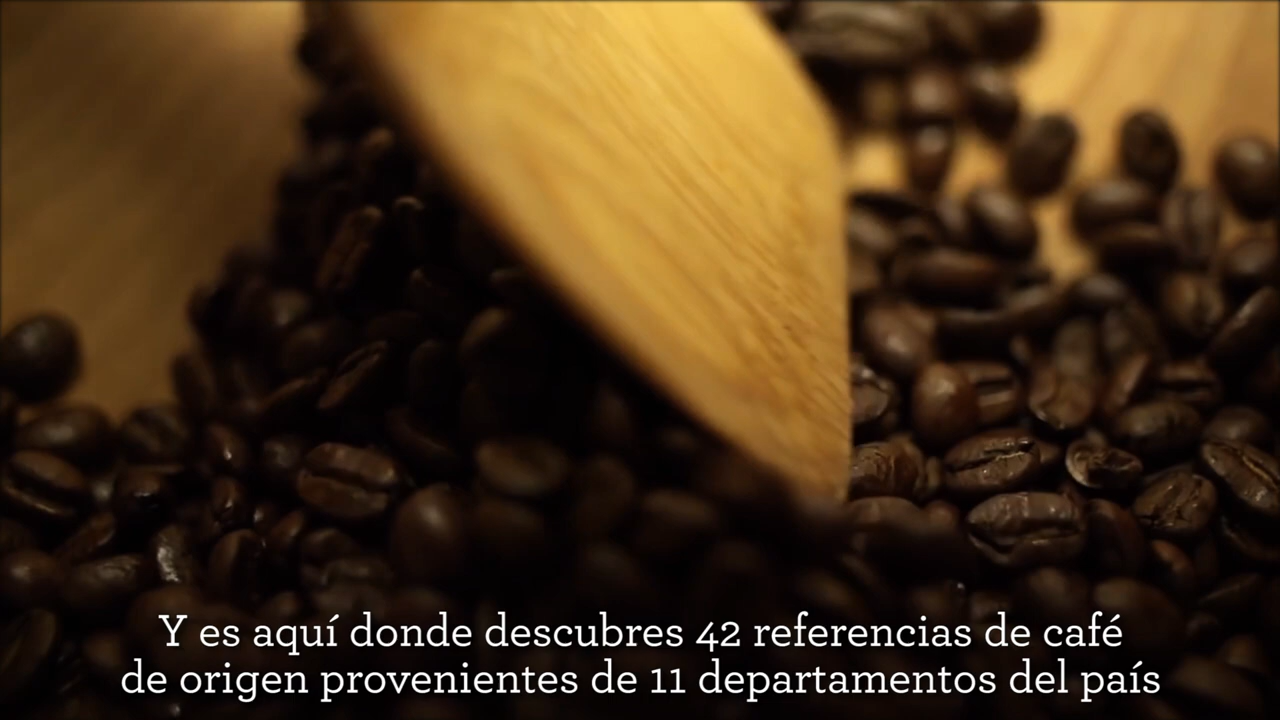 Y es aquí donde descubres 42 referencias de café
de origen provenientes de 11 departamentos del país